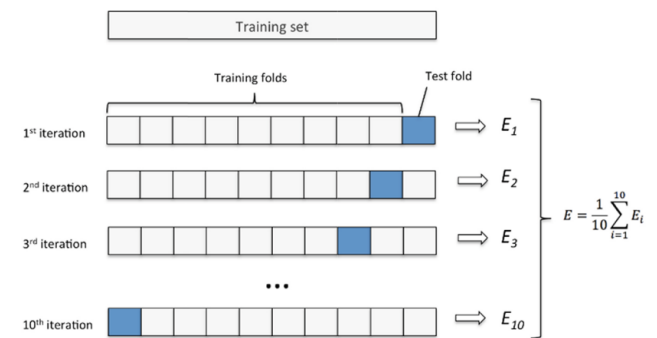 Training set
Training folds
Test fold
1st iteration
E1
2nd iteration
E2
3rd iteration
E3
...
10th iteration
E10
E = 1/10 ∑ i=1 10 Ei